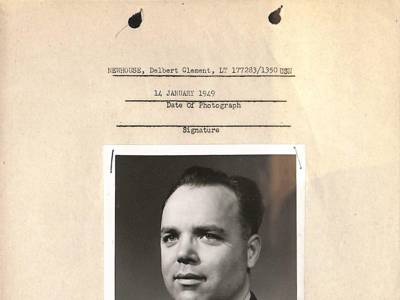 NEWHOUSE, Delbert Clement, LT 177283/1350 USN
14 JANUARY 1949
Date Of Photograph
Signature